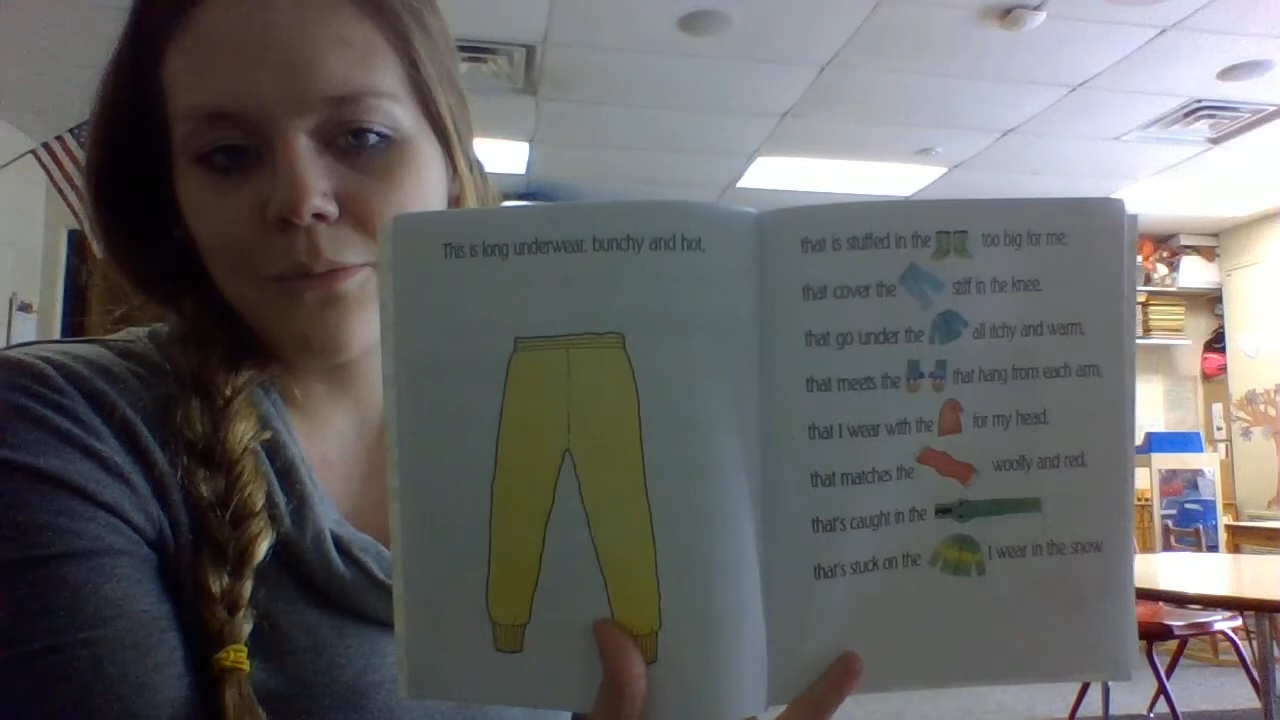 This is long underwear, bunchy and hot,
that is stuffed in the too big for me,
that cover the stiff in the knee,
that go under the all itchy and warm,
that meets the that hang from each arm,
that I wear with the for my head,
that matches the woolly and red,
that's caught in the
that's stuck on the I wear in the snow.